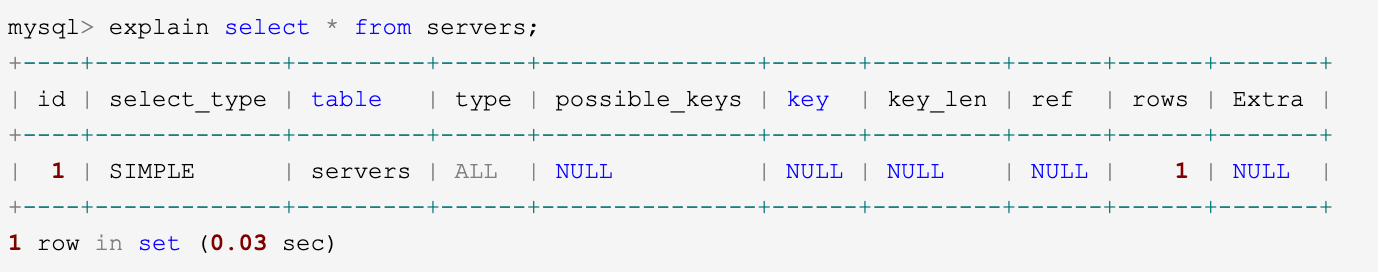 mysql> explain select * from servers;
+----+-------------+---------+------+---------------+------+---------+------+------+-------+
| id | select_type | table   | type | possible_keys | key  | key_len | ref  | rows | Extra |
+----+-------------+---------+------+---------------+------+---------+------+------+-------+
|  1 | SIMPLE      | servers | ALL  | NULL          | NULL | NULL    | NULL |    1 | NULL  |
+----+-------------+---------+------+---------------+------+---------+------+------+-------+
1 row in set (0.03 sec)